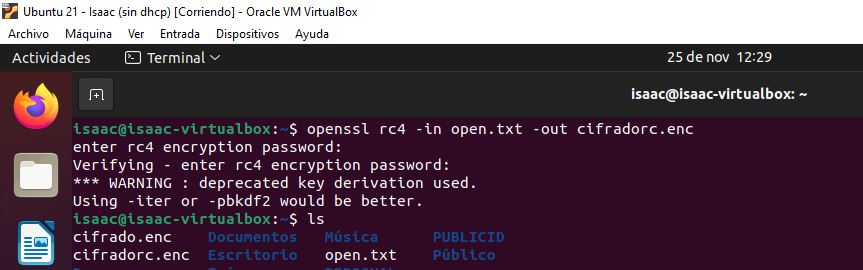 Ubuntu 21 - Isaac (sin dhcp) [Corriendo] - Oracle VM VirtualBox
Archivo Máquina Ver Entrada Dispositivos Ayuda
Actividades Terminal 25 de nov 12:29
isaac@isaac-virtualbox: ~
isaac@isaac-virtualbox:~$ openssl rc4 -in open.txt -out cifradorc.enc
enter rc4 encryption password:
Verifying - enter rc4 encryption password:
*** WARNING : deprecated key derivation used.
Using -iter or -pbkdf2 would be better.
isaac@isaac-virtualbox:~$ ls
cifrado.enc Documentos Música PUBLICID
cifradorc.enc Escritorio open.txt Público